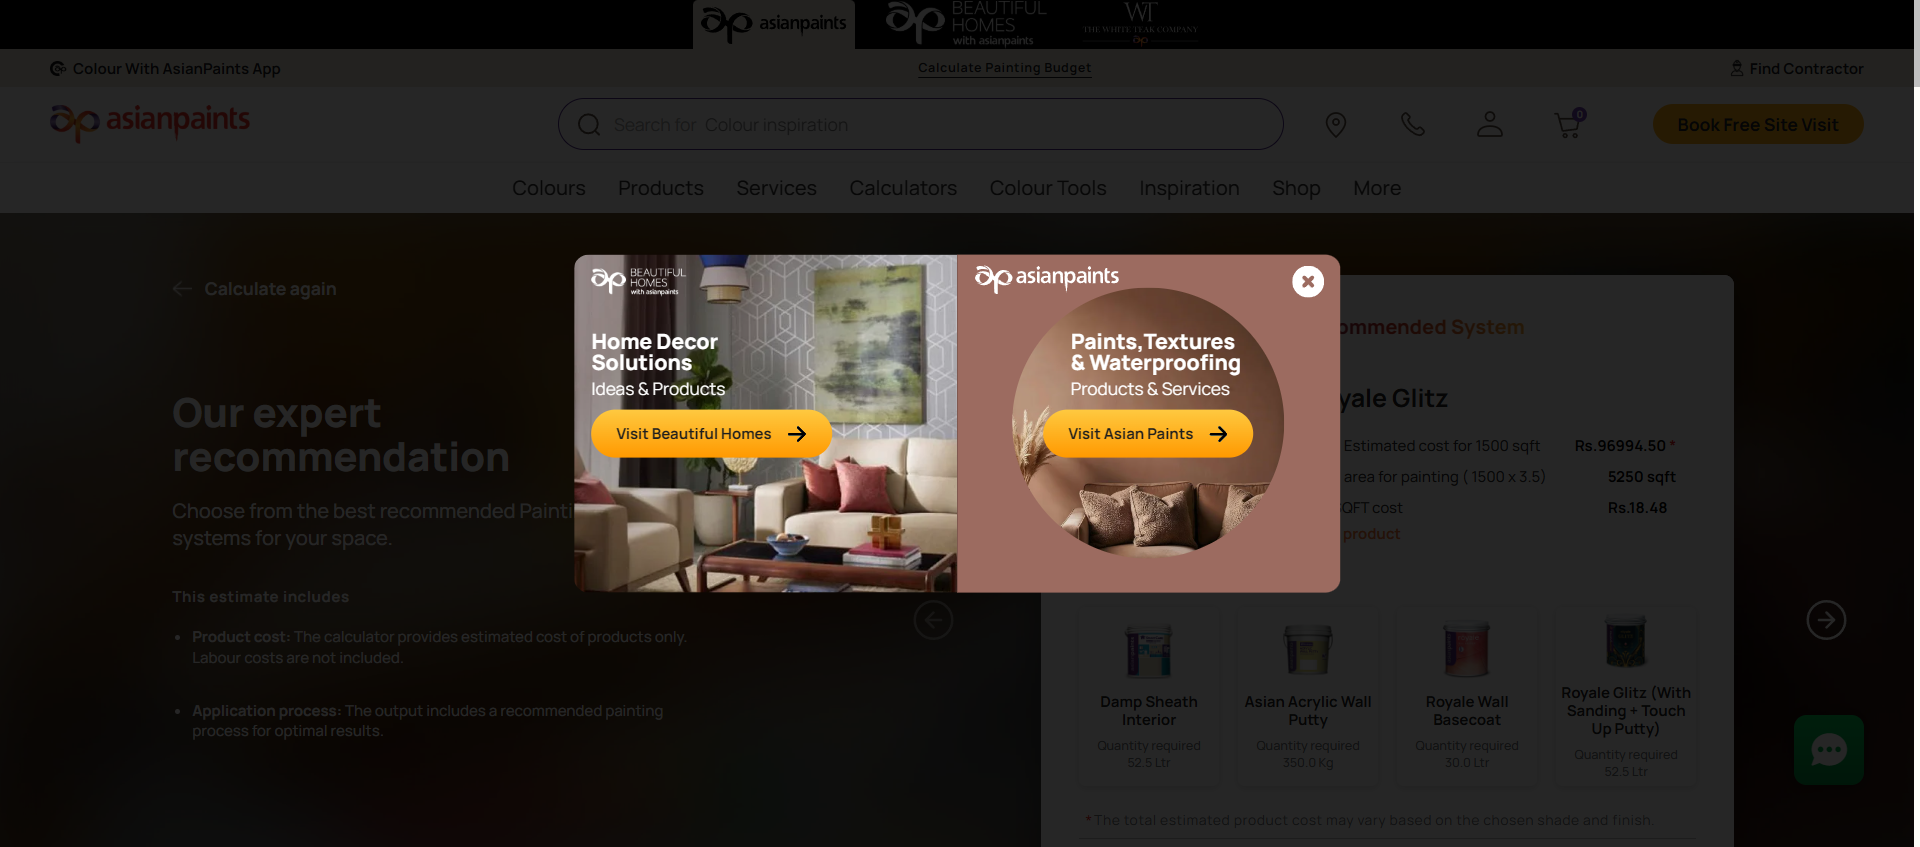 asianpaints
BEAUTIFUL
HOMES
with asianpaints
WT
THE WHITE TEAK COMPANY
Colour With AsianPaints App
Calculate Painting Budget
Find Contractor
asianpaints
Search for Colour inspiration
0
Book Free Site Visit
Colours
Products
Services
Calculators
Colour Tools
Inspiration
Shop
More
Calculate again
Our expert
recommendation
Choose from the best recommended Painti
systems for your space.
This estimate includes
• Product cost: The calculator provides estimated cost of products only.
Labour costs are not included.
• Application process: The output includes a recommended painting
process for optimal results.
BEAUTIFUL
HOMES
with asianpaints
Home Decor
Solutions
Ideas & Products
Visit Beautiful Homes
asianpaints
Paints,Textures
& Waterproofing
Products & Services
Visit Asian Paints
ommended System
yale Glitz
Estimated cost for 1500 sqft Rs.96994.50 *
area for painting ( 1500 x 3.5) 5250 sqft
QFT cost Rs.18.48
product
Damp Sheath
Interior
Quantity required
52.5 Ltr
Asian Acrylic Wall
Putty
Quantity required
350.0 Kg
Royale Wall
Basecoat
Quantity required
30.0 Ltr
Royale Glitz (With
Sanding + Touch
Up Putty)
Quantity required
52.5 Ltr
* The total estimated product cost may vary based on the chosen shade and finish.